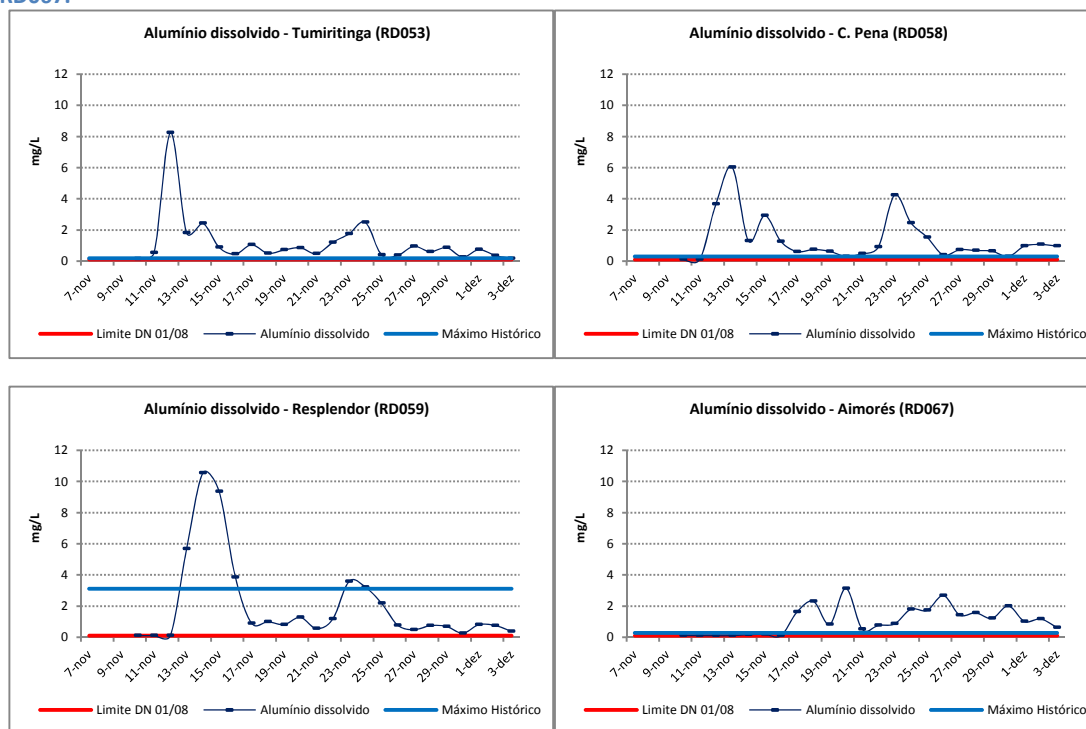 RD067.
Alumínio dissolvido - Tumiritinga (RD053)
12
10
8
6
4
2
0
mg/L
7-nov
9-nov
11-nov
13-nov
15-nov
17-nov
19-nov
21-nov
23-nov
25-nov
27-nov
29-nov
1-dez
3-dez
Limite DN 01/08 Alumínio dissolvido Máximo Histórico
Alumínio dissolvido - C. Pena (RD058)
12
10
8
6
4
2
0
mg/L
7-nov
9-nov
11-nov
13-nov
15-nov
17-nov
19-nov
21-nov
23-nov
25-nov
27-nov
29-nov
1-dez
3-dez
Limite DN 01/08 Alumínio dissolvido Máximo Histórico
Alumínio dissolvido - Resplendor (RD059)
12
10
8
6
4
2
0
mg/L
7-nov
9-nov
11-nov
13-nov
15-nov
17-nov
19-nov
21-nov
23-nov
25-nov
27-nov
29-nov
1-dez
3-dez
Limite DN 01/08 Alumínio dissolvido Máximo Histórico
Alumínio dissolvido - Aimorés (RD067)
12
10
8
6
4
2
0
mg/L
7-nov
9-nov
11-nov
13-nov
15-nov
17-nov
19-nov
21-nov
23-nov
25-nov
27-nov
29-nov
1-dez
3-dez
Limite DN 01/08 Alumínio dissolvido Máximo Histórico